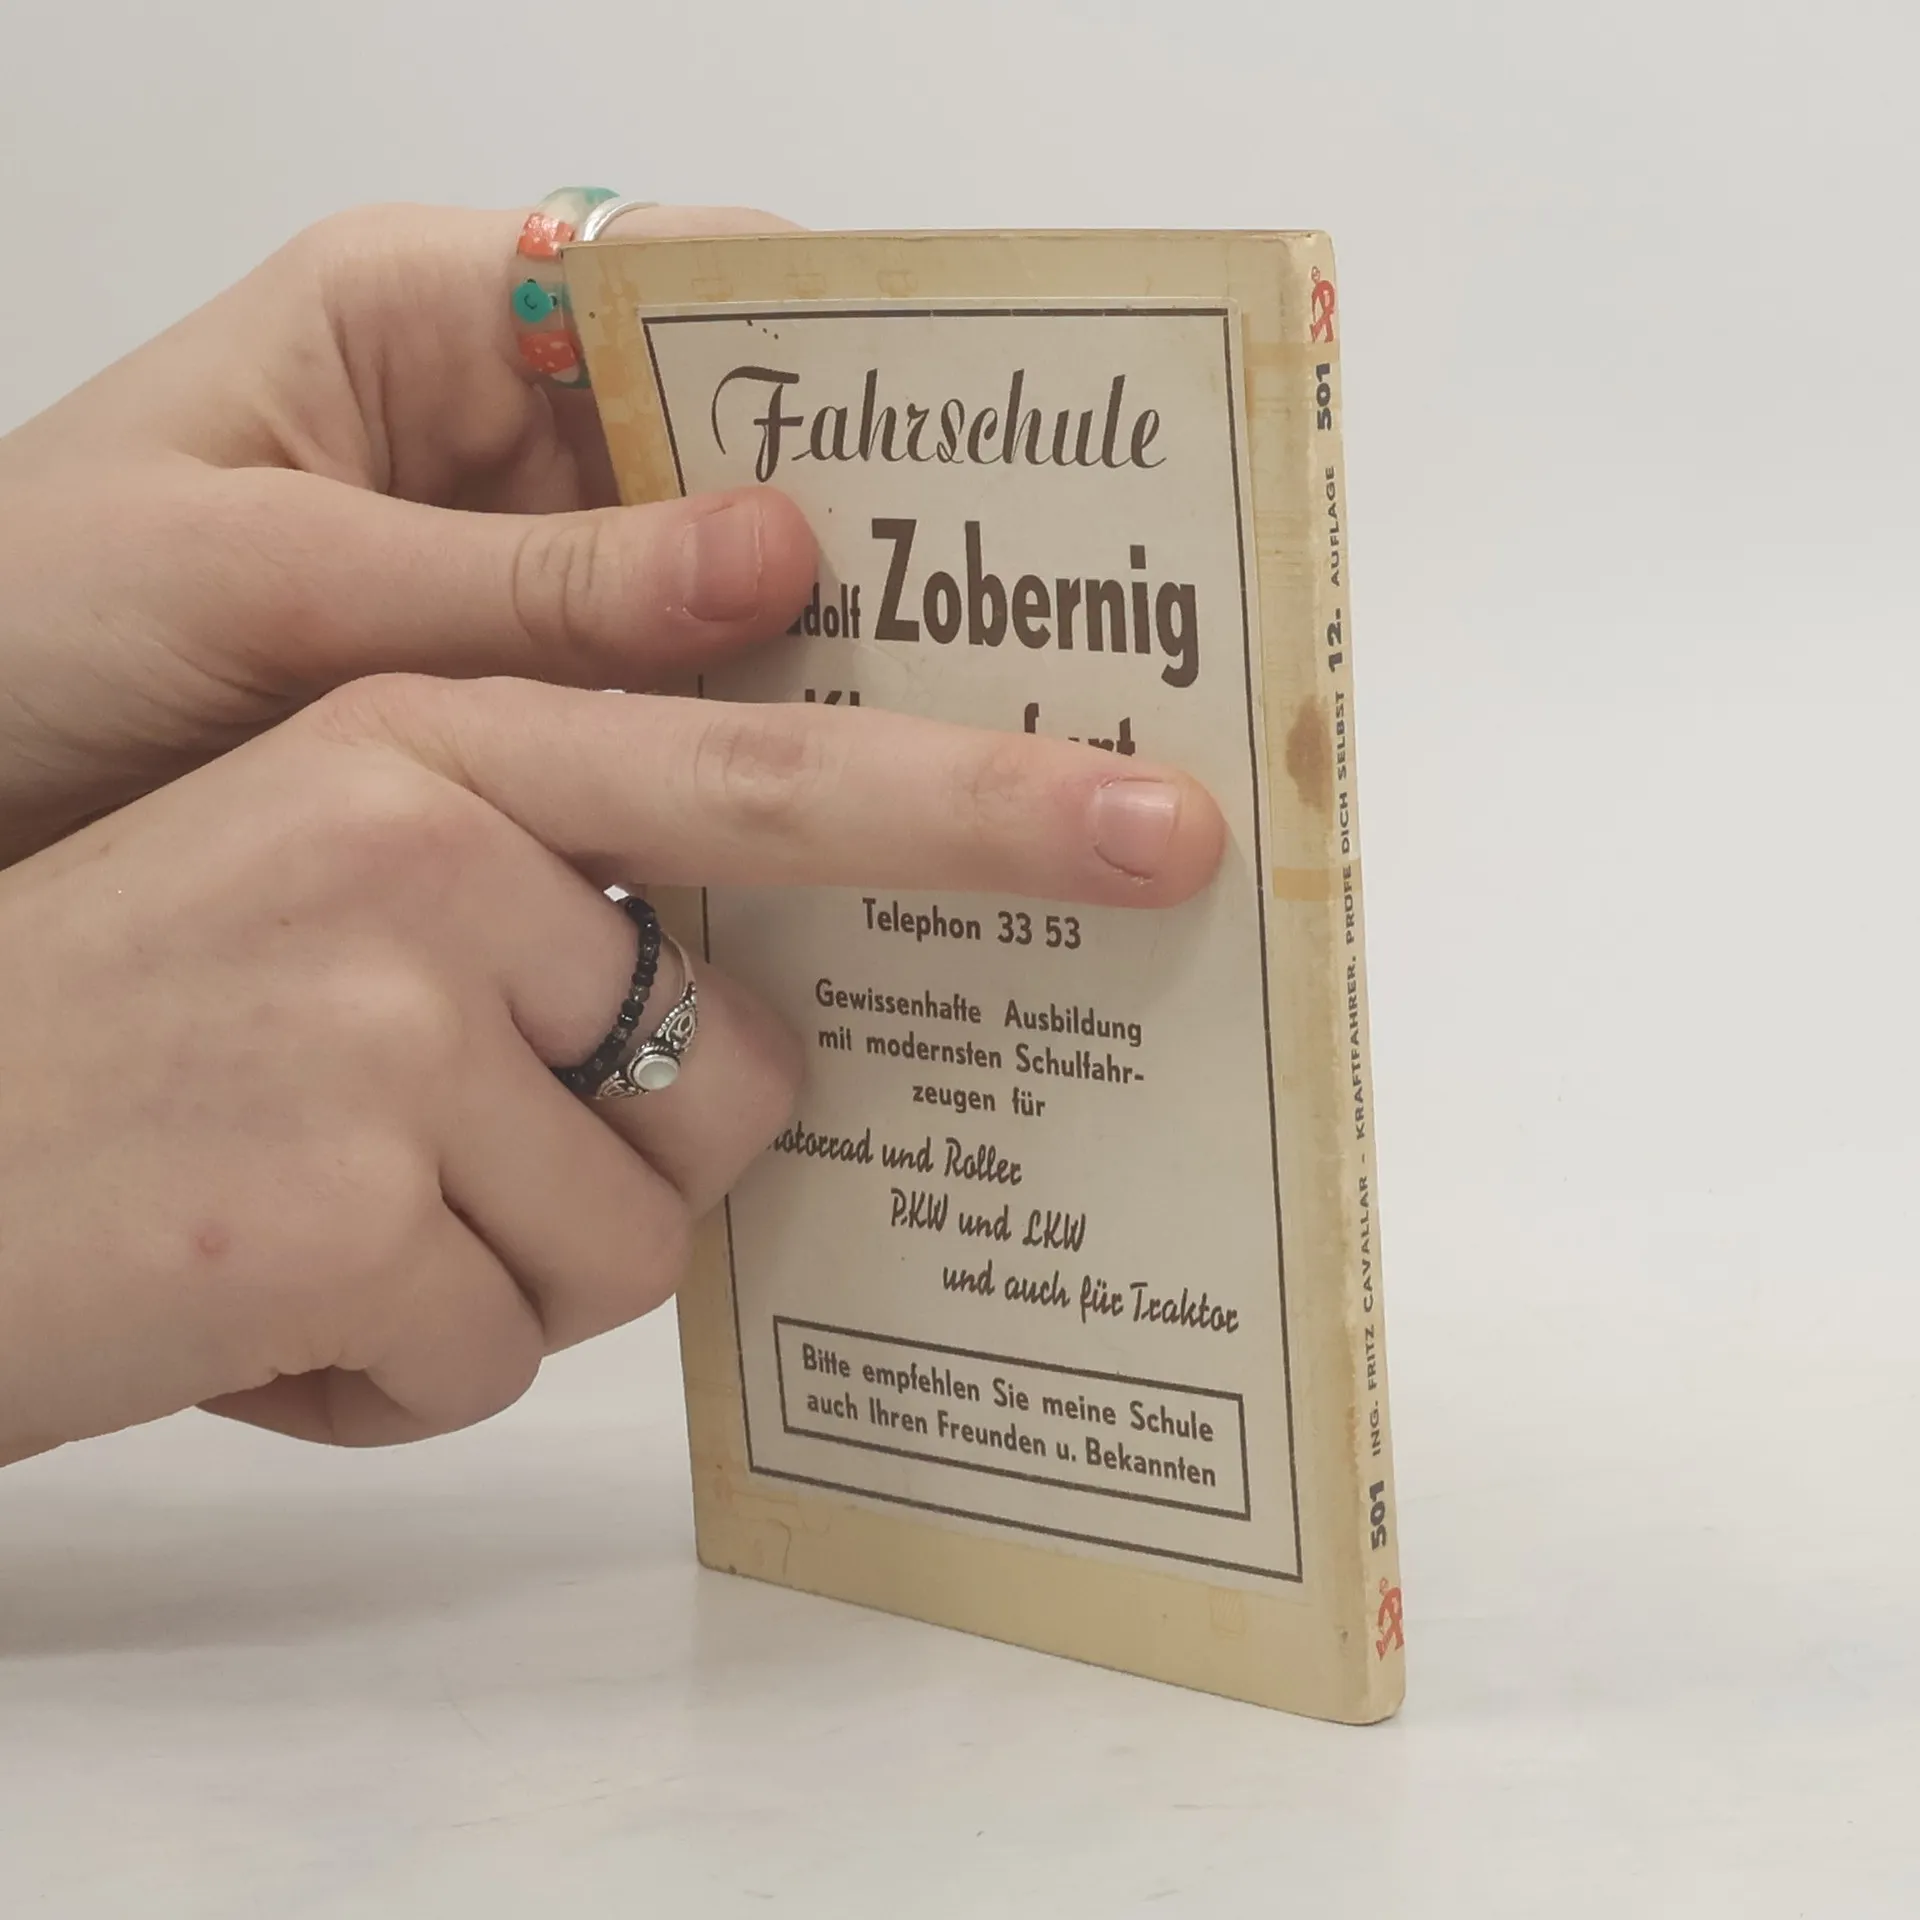 Fahrschule
Zobernig
Telephon 33 53
Gewissenhafte Ausbildung
mit modernsten Schulfahr-
zeugen für
und Roller
PKW und LKW
und auch für Traktor
Bitte empfehlen Sie meine Schule
auch Ihren Freunden u. Bekannten
501 ING. FRITZ CAVALLAR - KRAFTFAHRER, PRÜFE DICH SELBST 12. AUFLAGE 501